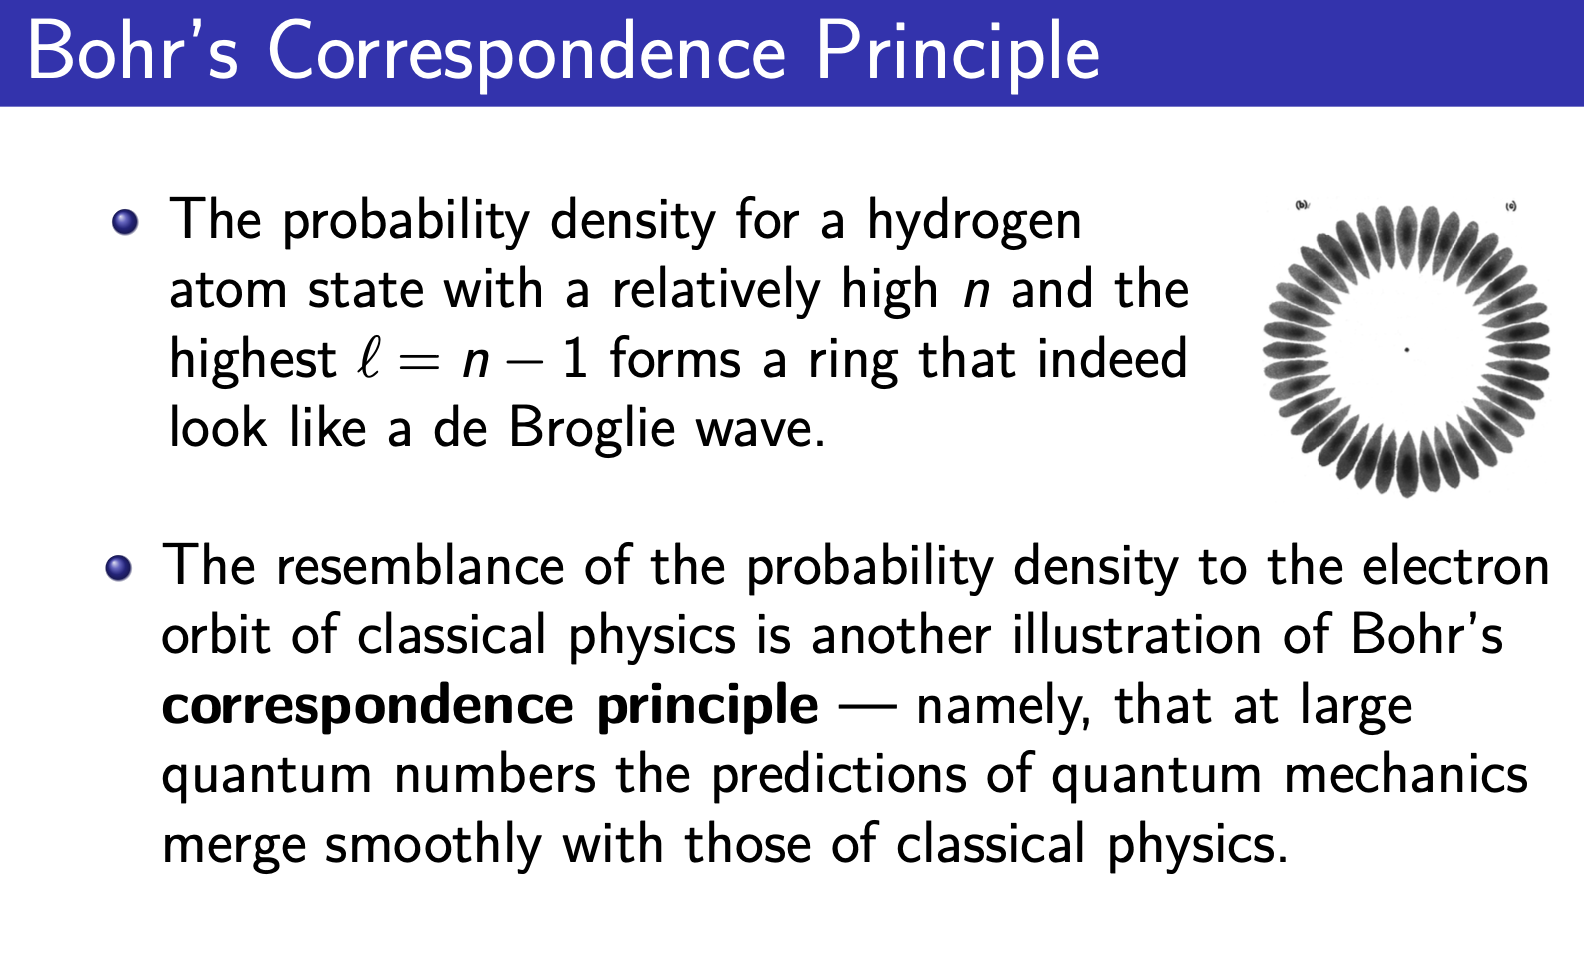 Bohr's Correspondence Principle
The probability density for a hydrogen
(b) (c)
atom state with a relatively high n and the
highest ℓ = n − 1 forms a ring that indeed
look like a de Broglie wave.
The resemblance of the probability density to the electron
orbit of classical physics is another illustration of Bohr's
correspondence principle — namely, that at large
quantum numbers the predictions of quantum mechanics
merge smoothly with those of classical physics.